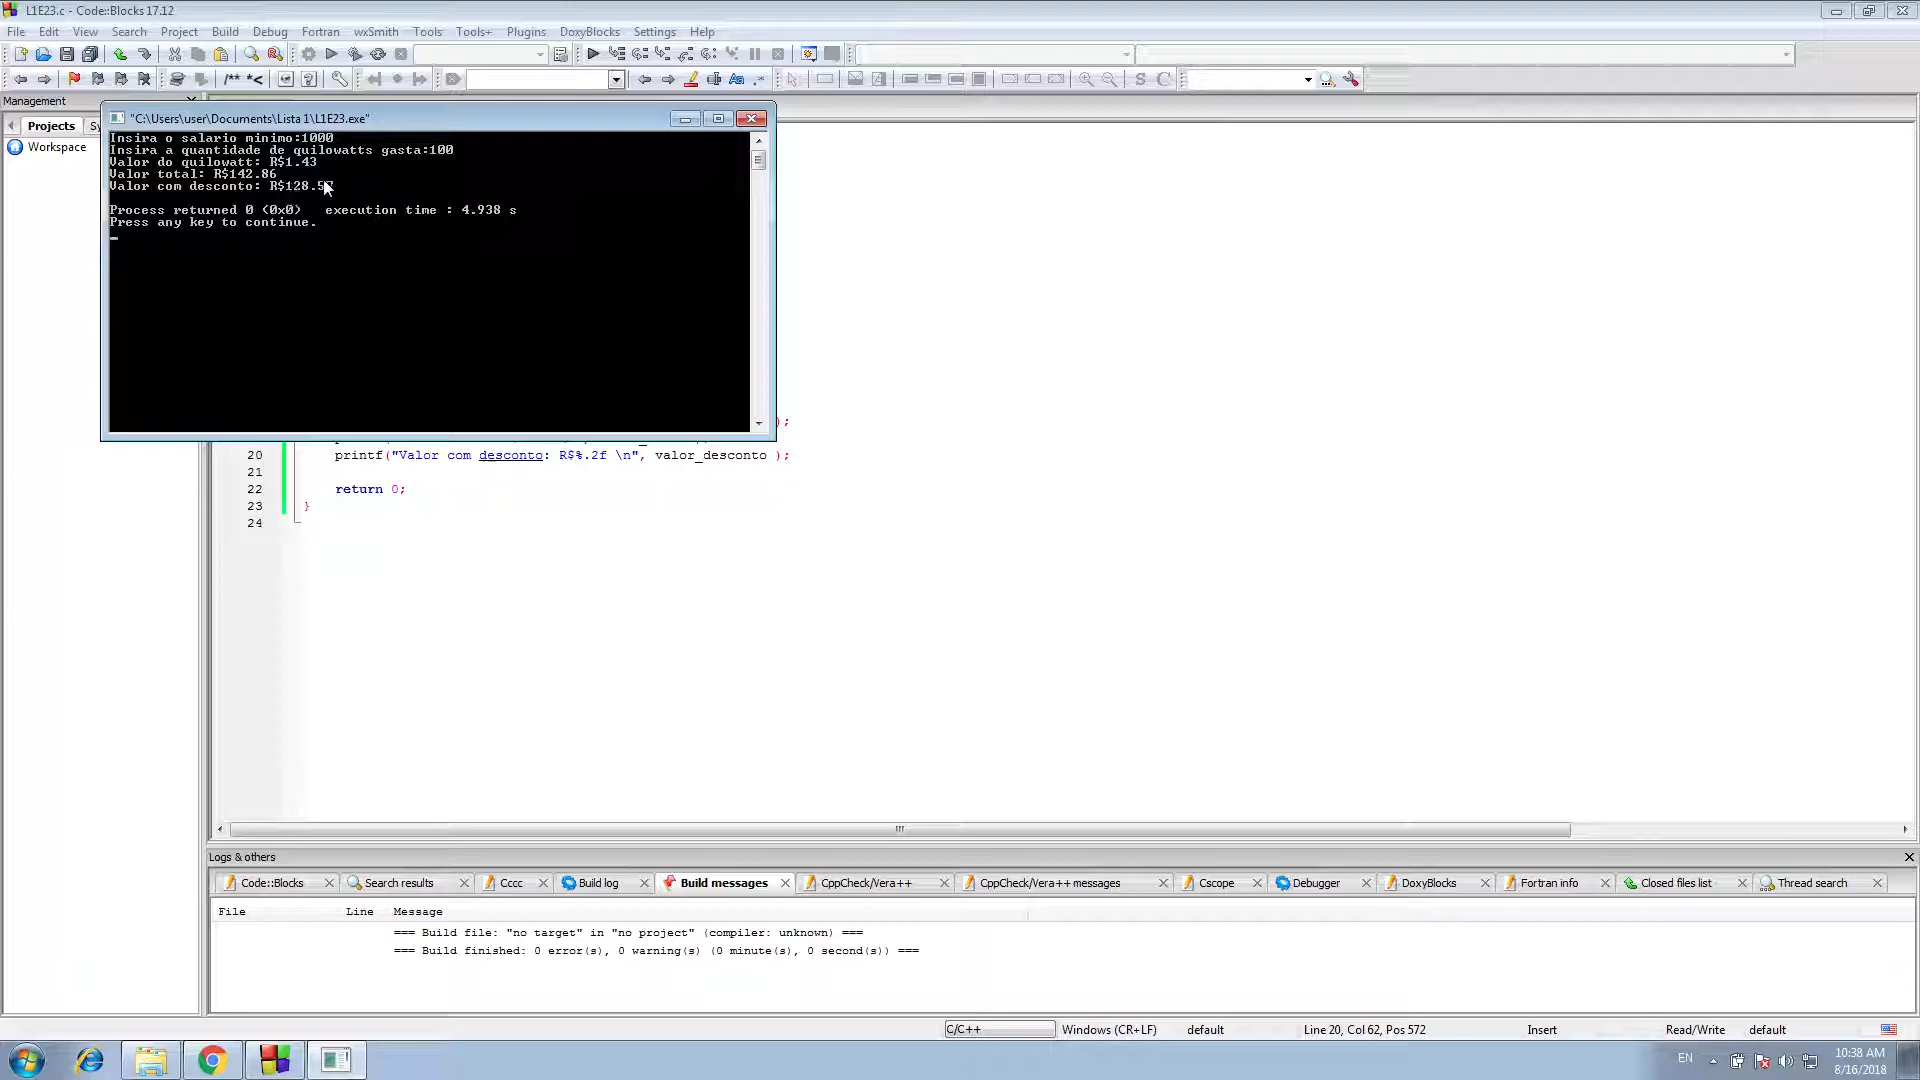 L1E23.c - Code::Blocks 17.12
File Edit View Search Project Build Debug Fortran wxSmith Tools Tools+ Plugins DoxyBlocks Settings Help
Management
Projects Sy
Workspace
"C:\Users\user\Documents\Lista 1\L1E23.exe"
Insira o salario minimo:1000
Insira a quantidade de quilowatts gasta:100
Valor do quilowatt: R$1.43
Valor total: R$142.86
Valor com desconto: R$128.57
Process returned 0 (0x0)   execution time : 4.938 s
Press any key to continue.
);
20 printf("Valor com desconto: R$%.2f \n", valor_desconto );
21
22 return 0;
23 }
24
Logs & others
Code::Blocks Search results Cccc Build log Build messages CppCheck/Vera++ CppCheck/Vera++ messages Cscope Debugger DoxyBlocks Fortran info Closed files list Thread search
File Line Message
=== Build file: "no target" in "no project" (compiler: unknown) ===
=== Build finished: 0 error(s), 0 warning(s) (0 minute(s), 0 second(s)) ===
C/C++ Windows (CR+LF) default Line 20, Col 62, Pos 572 Insert Read/Write default
EN 10:38 AM
8/16/2018